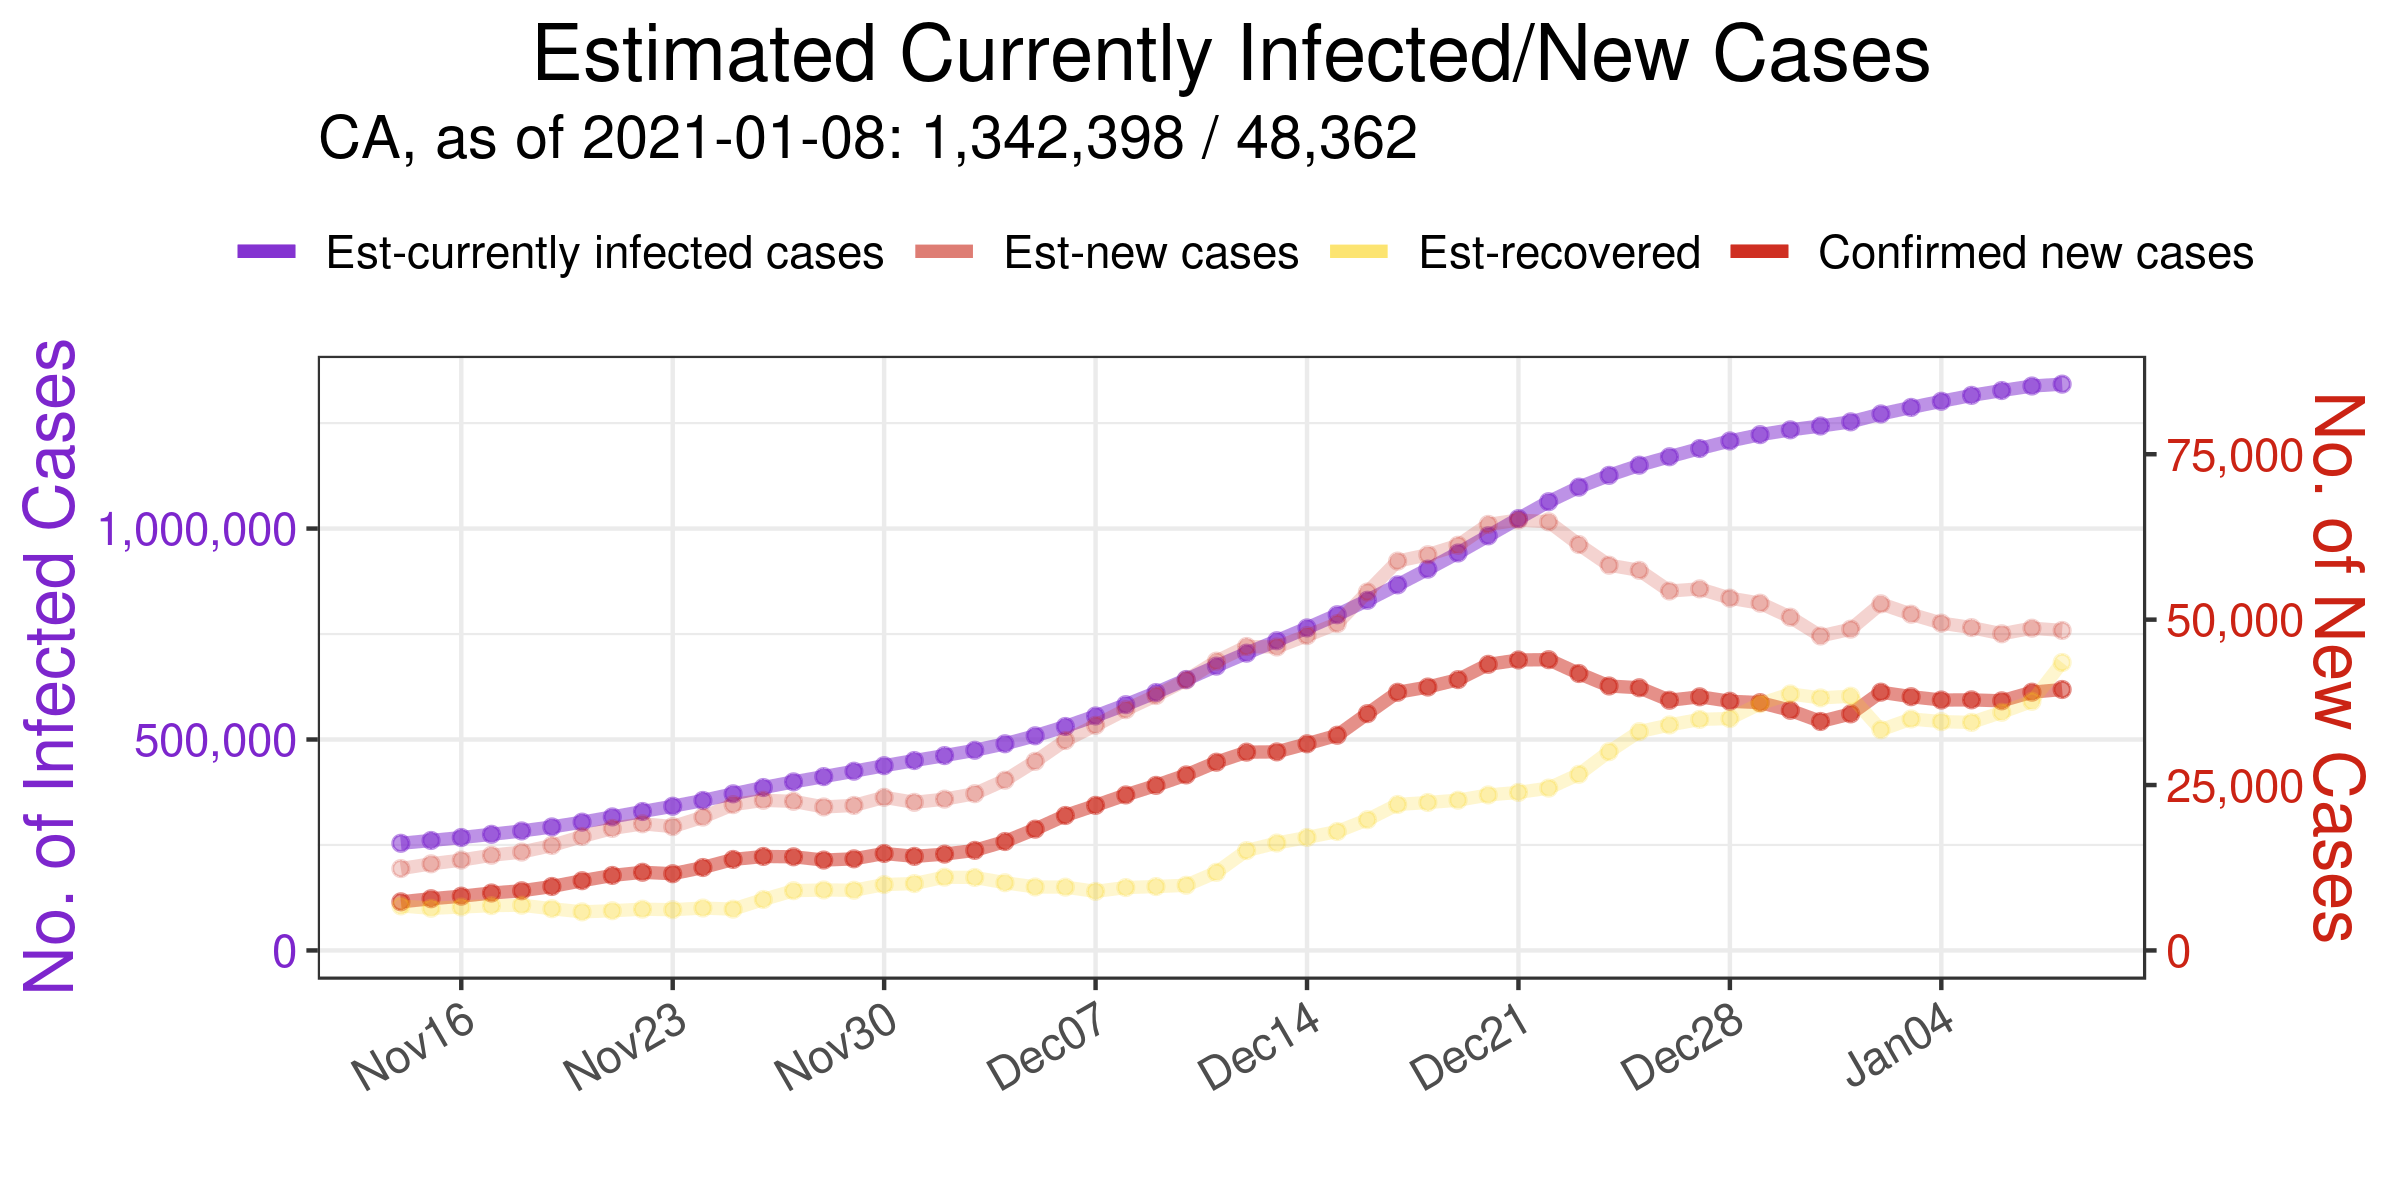 Estimated Currently Infected/New Cases
CA, as of 2021-01-08: 1,342,398 / 48,362
Est-currently infected cases Est-new cases Est-recovered Confirmed new cases
No. of Infected Cases
1,000,000
500,000
0
75,000
50,000
25,000
0
No. of New Cases
Nov16 Nov23 Nov30 Dec07 Dec14 Dec21 Dec28 Jan04